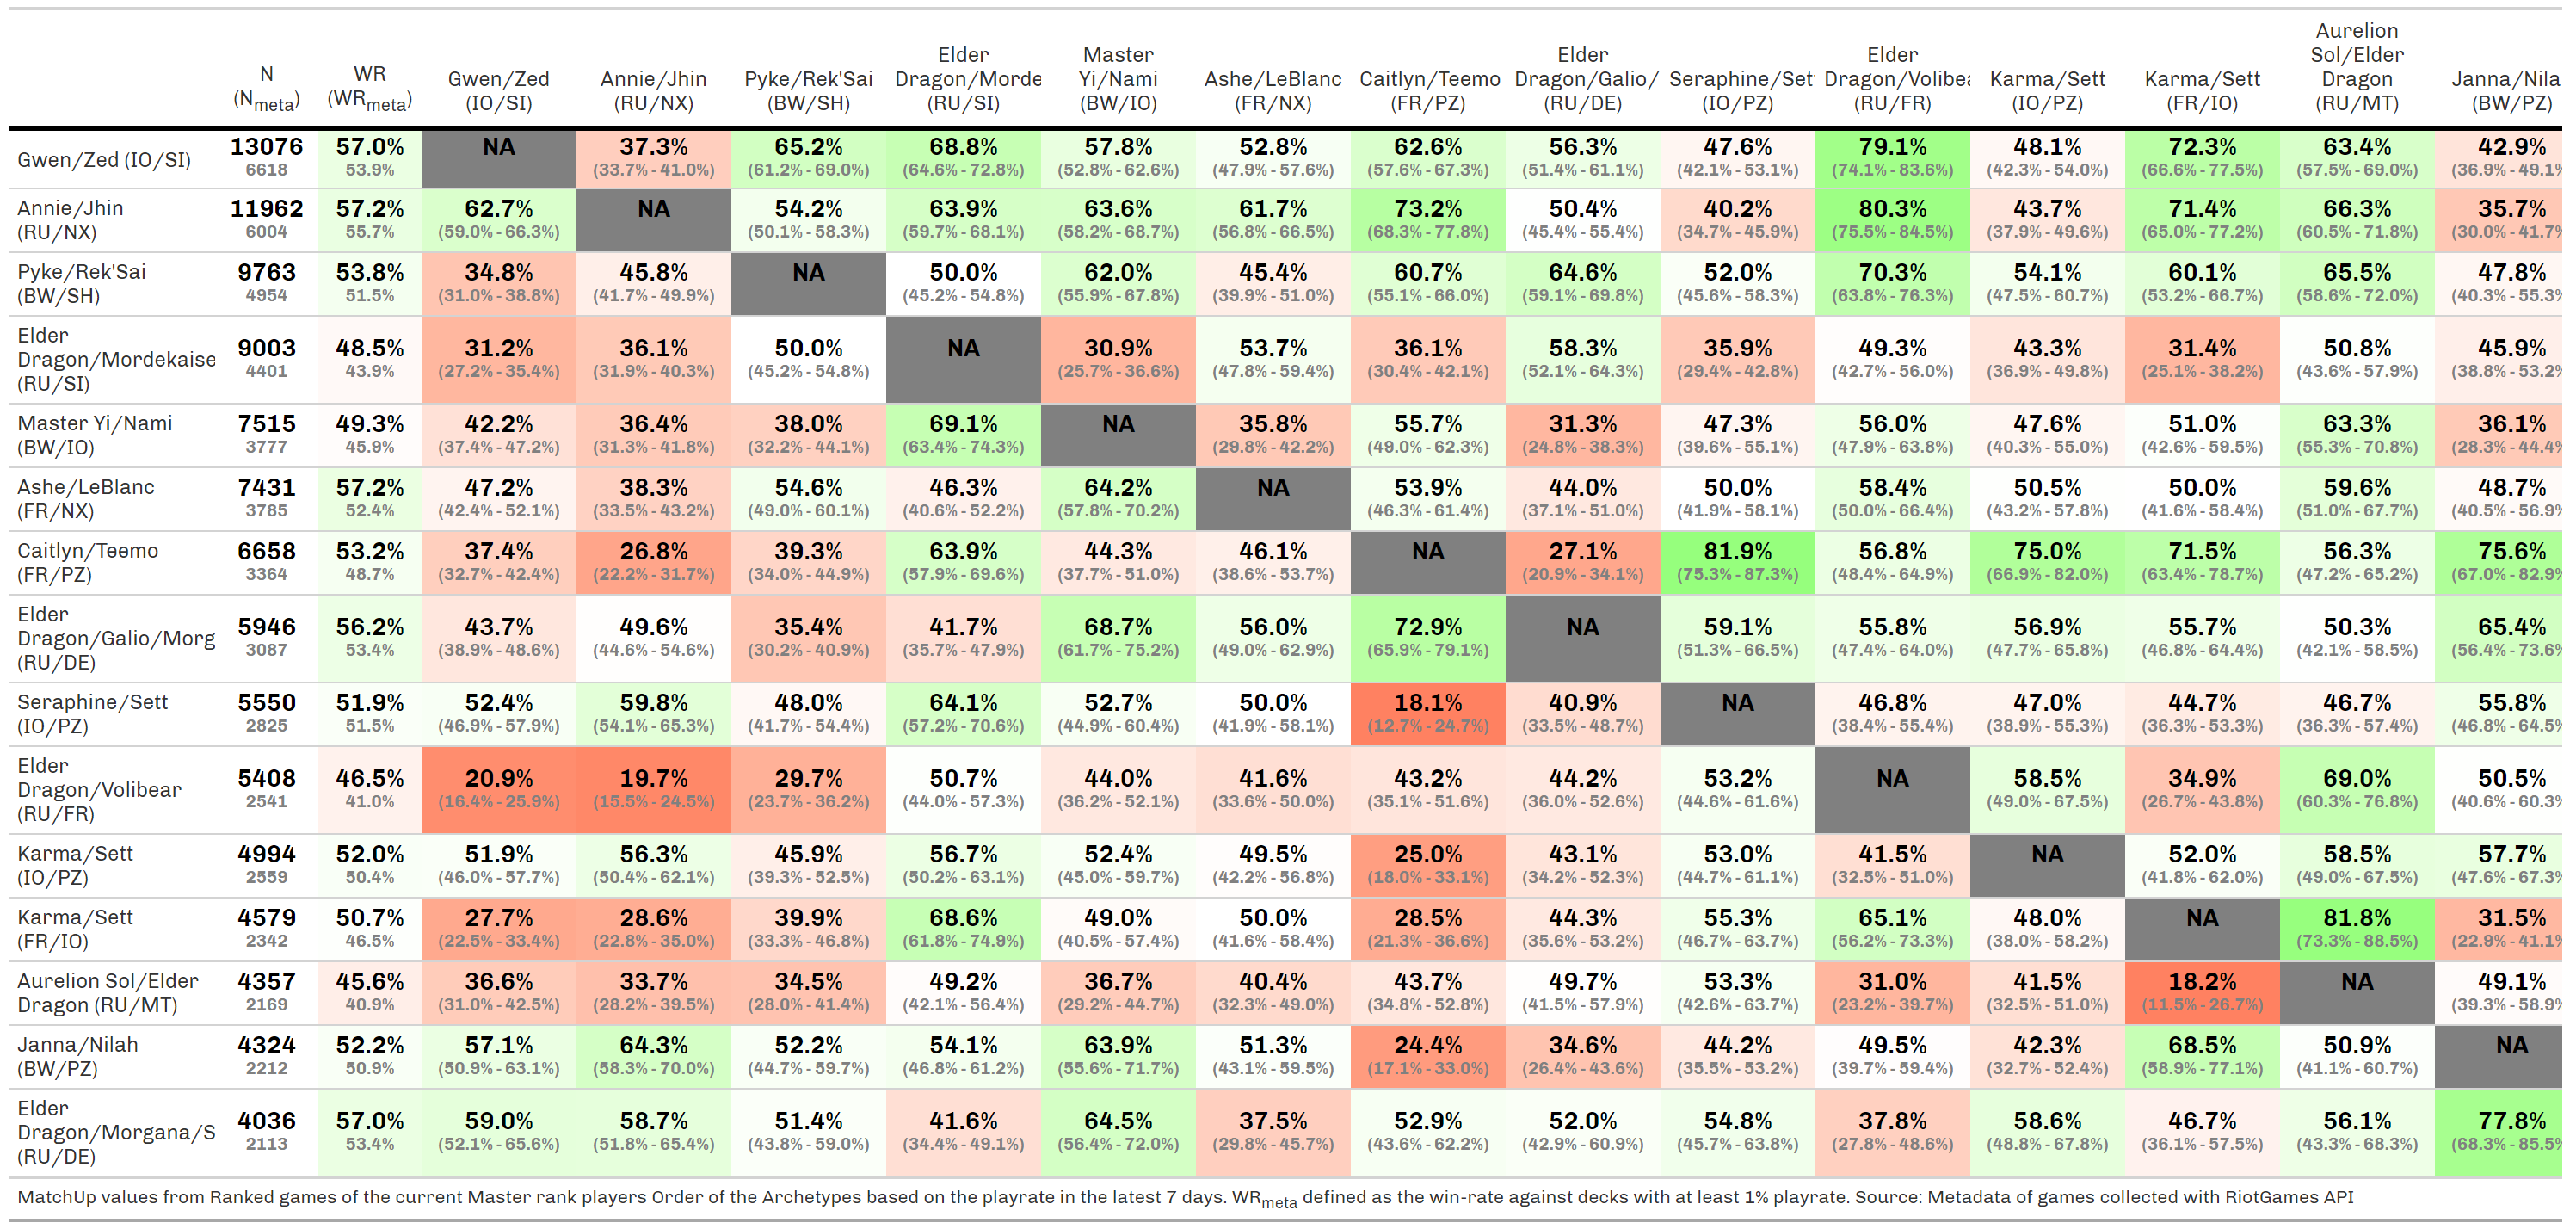 N (N_meta) WR (WR_meta) Gwen/Zed (IO/SI) Annie/Jhin (RU/NX) Pyke/Rek'Sai (BW/SH) Elder Dragon/Morde (RU/SI) Master Yi/Nami (BW/IO) Ashe/LeBlanc (FR/NX) Caitlyn/Teemo (FR/PZ) Elder Dragon/Galio/ (RU/DE) Seraphine/Sett (IO/PZ) Elder Dragon/Volibea (RU/FR) Karma/Sett (IO/PZ) Karma/Sett (FR/IO) Aurelion Sol/Elder Dragon (RU/MT) Janna/Nila (BW/PZ)
Gwen/Zed (IO/SI) 13076 57.0% NA 37.3% 65.2% 68.8% 57.8% 52.8% 62.6% 56.3% 47.6% 79.1% 48.1% 72.3% 63.4% 42.9%
6618 53.9% (33.7% - 41.0%) (61.2% - 69.0%) (64.6% - 72.8%) (52.8% - 62.6%) (47.9% - 57.6%) (57.6% - 67.3%) (51.4% - 61.1%) (42.1% - 53.1%) (74.1% - 83.6%) (42.3% - 54.0%) (66.6% - 77.5%) (57.5% - 69.0%) (36.9% - 49.1%
Annie/Jhin (RU/NX) 11962 57.2% 62.7% NA 54.2% 63.9% 63.6% 61.7% 73.2% 50.4% 40.2% 80.3% 43.7% 71.4% 66.3% 35.7%
6004 55.7% (59.0% - 66.3%) (50.1% - 58.3%) (59.7% - 68.1%) (58.2% - 68.7%) (56.8% - 66.5%) (68.3% - 77.8%) (45.4% - 55.4%) (34.7% - 45.9%) (75.5% - 84.5%) (37.9% - 49.6%) (65.0% - 77.2%) (60.5% - 71.8%) (30.0% - 41.7%
Pyke/Rek'Sai (BW/SH) 9763 53.8% 34.8% 45.8% NA 50.0% 62.0% 45.4% 60.7% 64.6% 52.0% 70.3% 54.1% 60.1% 65.5% 47.8%
4954 51.5% (31.0% - 38.8%) (41.7% - 49.9%) (45.2% - 54.8%) (55.9% - 67.8%) (39.9% - 51.0%) (55.1% - 66.0%) (59.1% - 69.8%) (45.6% - 58.3%) (63.8% - 76.3%) (47.5% - 60.7%) (53.2% - 66.7%) (58.6% - 72.0%) (40.3% - 55.3%
Elder Dragon/Mordekaise (RU/SI) 9003 48.5% 31.2% 36.1% 50.0% NA 30.9% 53.7% 36.1% 58.3% 35.9% 49.3% 43.3% 31.4% 50.8% 45.9%
4401 43.9% (27.2% - 35.4%) (31.9% - 40.3%) (45.2% - 54.8%) (25.7% - 36.6%) (47.8% - 59.4%) (30.4% - 42.1%) (52.1% - 64.3%) (29.4% - 42.8%) (42.7% - 56.0%) (36.9% - 49.8%) (25.1% - 38.2%) (43.6% - 57.9%) (38.8% - 53.2%
Master Yi/Nami (BW/IO) 7515 49.3% 42.2% 36.4% 38.0% 69.1% NA 35.8% 55.7% 31.3% 47.3% 56.0% 47.6% 51.0% 63.3% 36.1%
3777 45.9% (37.4% - 47.2%) (31.3% - 41.8%) (32.2% - 44.1%) (63.4% - 74.3%) (29.8% - 42.2%) (49.0% - 62.3%) (24.8% - 38.3%) (39.6% - 55.1%) (47.9% - 63.8%) (40.3% - 55.0%) (42.6% - 59.5%) (55.3% - 70.8%) (28.3% - 44.4%
Ashe/LeBlanc (FR/NX) 7431 57.2% 47.2% 38.3% 54.6% 46.3% 64.2% NA 53.9% 44.0% 50.0% 58.4% 50.5% 50.0% 59.6% 48.7%
3785 52.4% (42.4% - 52.1%) (33.5% - 43.2%) (49.0% - 60.1%) (40.6% - 52.2%) (57.8% - 70.2%) (46.3% - 61.4%) (37.1% - 51.0%) (41.9% - 58.1%) (50.0% - 66.4%) (43.2% - 57.8%) (41.6% - 58.4%) (51.0% - 67.7%) (40.5% - 56.9%
Caitlyn/Teemo (FR/PZ) 6658 53.2% 37.4% 26.8% 39.3% 63.9% 44.3% 46.1% NA 27.1% 81.9% 56.8% 75.0% 71.5% 56.3% 75.6%
3364 48.7% (32.7% - 42.4%) (22.2% - 31.7%) (34.0% - 44.9%) (57.9% - 69.6%) (37.7% - 51.0%) (38.6% - 53.7%) (20.9% - 34.1%) (75.3% - 87.3%) (48.4% - 64.9%) (66.9% - 82.0%) (63.4% - 78.7%) (47.2% - 65.2%) (67.0% - 82.9%
Elder Dragon/Galio/Morg (RU/DE) 5946 56.2% 43.7% 49.6% 35.4% 41.7% 68.7% 56.0% 72.9% NA 59.1% 55.8% 56.9% 55.7% 50.3% 65.4%
3087 53.4% (38.9% - 48.6%) (44.6% - 54.6%) (30.2% - 40.9%) (35.7% - 47.9%) (61.7% - 75.2%) (49.0% - 62.9%) (65.9% - 79.1%) (51.3% - 66.5%) (47.4% - 64.0%) (47.7% - 65.8%) (46.8% - 64.4%) (42.1% - 58.5%) (56.4% - 73.6%
Seraphine/Sett (IO/PZ) 5550 51.9% 52.4% 59.8% 48.0% 64.1% 52.7% 50.0% 18.1% 40.9% NA 46.8% 47.0% 44.7% 46.7% 55.8%
2825 51.5% (46.9% - 57.9%) (54.1% - 65.3%) (41.7% - 54.4%) (57.2% - 70.6%) (44.9% - 60.4%) (41.9% - 58.1%) (12.7% - 24.7%) (33.5% - 48.7%) (38.4% - 55.4%) (38.9% - 55.3%) (36.3% - 53.3%) (36.3% - 57.4%) (46.8% - 64.5%
Elder Dragon/Volibear (RU/FR) 5408 46.5% 20.9% 19.7% 29.7% 50.7% 44.0% 41.6% 43.2% 44.2% 53.2% NA 58.5% 34.9% 69.0% 50.5%
2541 41.0% (16.4% - 25.9%) (15.5% - 24.5%) (23.7% - 36.2%) (44.0% - 57.3%) (36.2% - 52.1%) (33.6% - 50.0%) (35.1% - 51.6%) (36.0% - 52.6%) (44.6% - 61.6%) (49.0% - 67.5%) (26.7% - 43.8%) (60.3% - 76.8%) (40.6% - 60.3%
Karma/Sett (IO/PZ) 4994 52.0% 51.9% 56.3% 45.9% 56.7% 52.4% 49.5% 25.0% 43.1% 53.0% 41.5% NA 52.0% 58.5% 57.7%
2559 50.4% (46.0% - 57.7%) (50.4% - 62.1%) (39.3% - 52.5%) (50.2% - 63.1%) (45.0% - 59.7%) (42.2% - 56.8%) (18.0% - 33.1%) (34.2% - 52.3%) (44.7% - 61.1%) (32.5% - 51.0%) (41.8% - 62.0%) (49.0% - 67.5%) (47.6% - 67.3%
Karma/Sett (FR/IO) 4579 50.7% 27.7% 28.6% 39.9% 68.6% 49.0% 50.0% 28.5% 44.3% 55.3% 65.1% 48.0% NA 81.8% 31.5%
2342 46.5% (22.5% - 33.4%) (22.8% - 35.0%) (33.3% - 46.8%) (61.8% - 74.9%) (40.5% - 57.4%) (41.6% - 58.4%) (21.3% - 36.6%) (35.6% - 53.2%) (46.7% - 63.7%) (56.2% - 73.3%) (38.0% - 58.2%) (73.3% - 88.5%) (22.9% - 41.1%
Aurelion Sol/Elder Dragon (RU/MT) 4357 45.6% 36.6% 33.7% 34.5% 49.2% 36.7% 40.4% 43.7% 49.7% 53.3% 31.0% 41.5% 18.2% NA 49.1%
2169 40.9% (31.0% - 42.5%) (28.2% - 39.5%) (28.0% - 41.4%) (42.1% - 56.4%) (29.2% - 44.7%) (32.3% - 49.0%) (34.8% - 52.8%) (41.5% - 57.9%) (42.6% - 63.7%) (23.2% - 39.7%) (32.5% - 51.0%) (11.5% - 26.7%) (39.3% - 58.9%
Janna/Nilah (BW/PZ) 4324 52.2% 57.1% 64.3% 52.2% 54.1% 63.9% 51.3% 24.4% 34.6% 44.2% 49.5% 42.3% 68.5% 50.9% NA
2212 50.9% (50.9% - 63.1%) (58.3% - 70.0%) (44.7% - 59.7%) (46.8% - 61.2%) (55.6% - 71.7%) (43.1% - 59.5%) (17.1% - 33.0%) (26.4% - 43.6%) (35.5% - 53.2%) (39.7% - 59.4%) (32.7% - 52.4%) (58.9% - 77.1%) (41.1% - 60.7%)
Elder Dragon/Morgana/S (RU/DE) 4036 57.0% 59.0% 58.7% 51.4% 41.6% 64.5% 37.5% 52.9% 52.0% 54.8% 37.8% 58.6% 46.7% 56.1% 77.8%
2113 53.4% (52.1% - 65.6%) (51.8% - 65.4%) (43.8% - 59.0%) (34.4% - 49.1%) (56.4% - 72.0%) (29.8% - 45.7%) (43.6% - 62.2%) (42.9% - 60.9%) (45.7% - 63.8%) (27.8% - 48.6%) (48.8% - 67.8%) (36.1% - 57.5%) (43.3% - 68.3%) (68.3% - 85.5%
MatchUp values from Ranked games of the current Master rank players Order of the Archetypes based on the playrate in the latest 7 days. WR_meta defined as the win-rate against decks with at least 1% playrate. Source: Metadata of games collected with RiotGames API